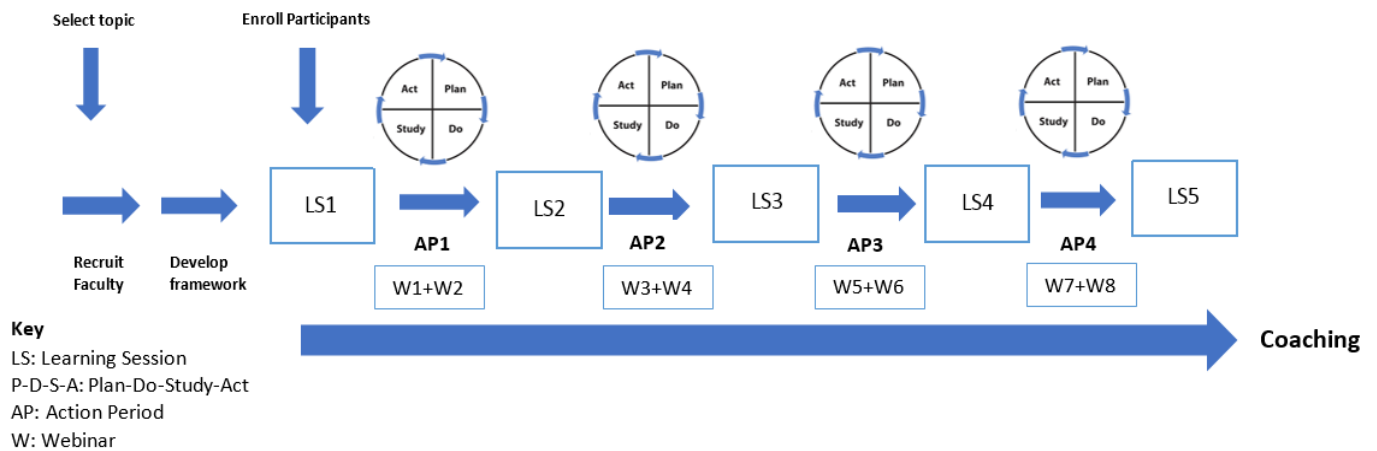 Select topic
Enroll Participants
Act
Plan
Study
Do
Act
Plan
Study
Do
Act
Plan
Study
Do
Act
Plan
Study
Do
LS1
LS2
LS3
LS4
LS5
AP1
AP2
AP3
AP4
Recruit
Faculty
Develop
framework
W1+W2
W3+W4
W5+W6
W7+W8
Coaching
Key
LS: Learning Session
P-D-S-A: Plan-Do-Study-Act
AP: Action Period
W: Webinar